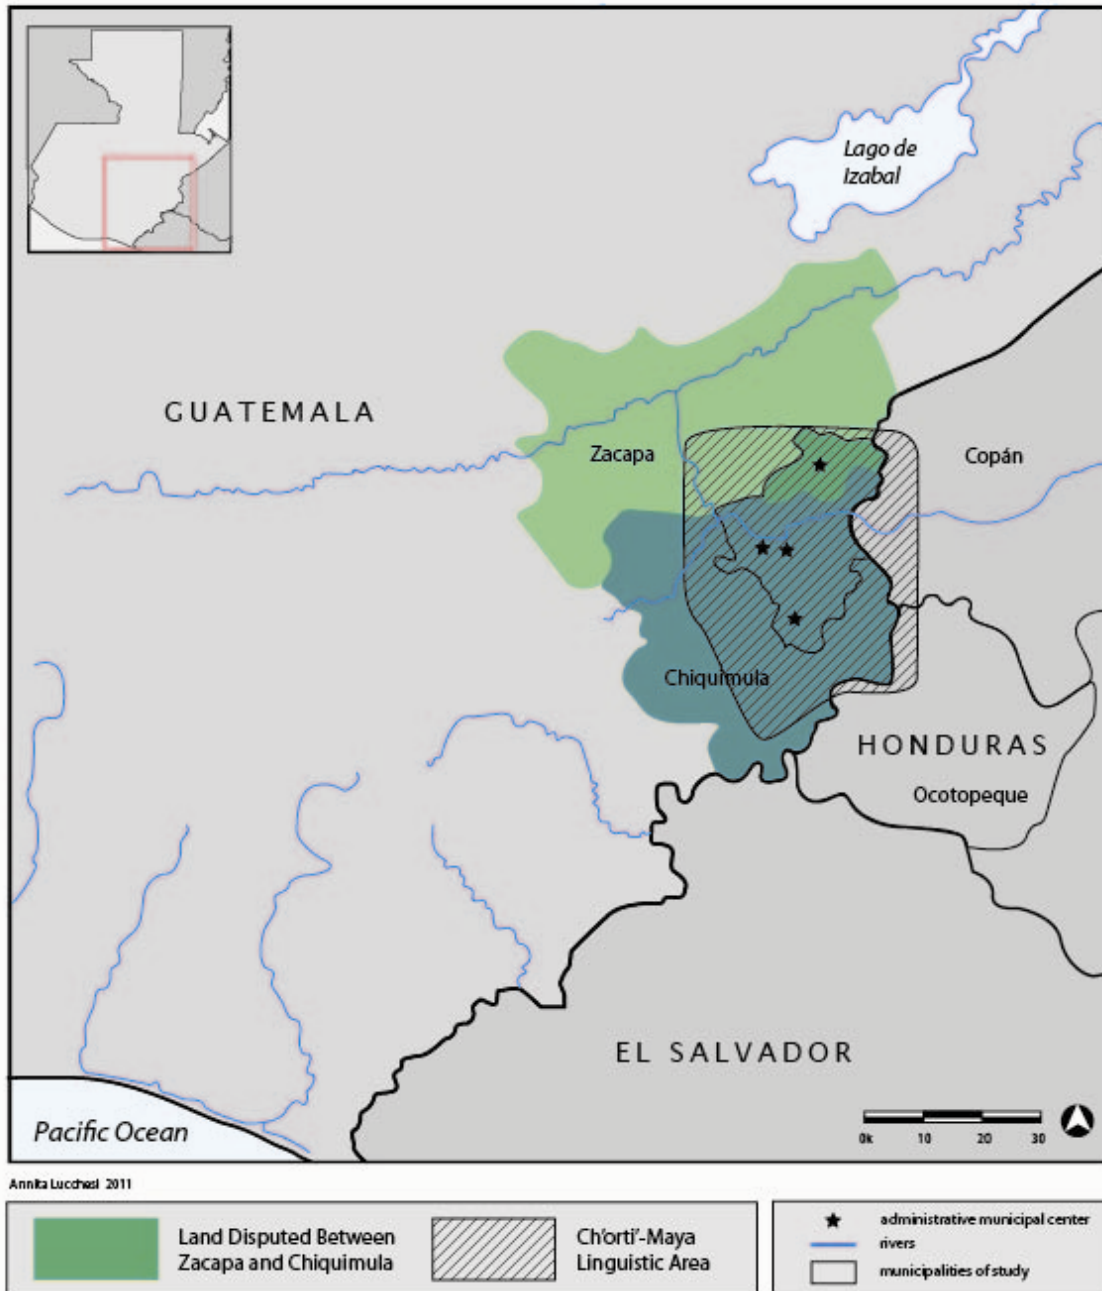 Lago de
Izabal
GUATEMALA
Zacapa
Copán
Chiquimula
HONDURAS
Ocotopeque
EL SALVADOR
Pacific Ocean
0k 10 20 30
Annita Lucchesi 2011
Land Disputed Between
Zacapa and Chiquimula
Ch'orti'-Maya
Linguistic Area
administrative municipal center
rivers
municipalities of study